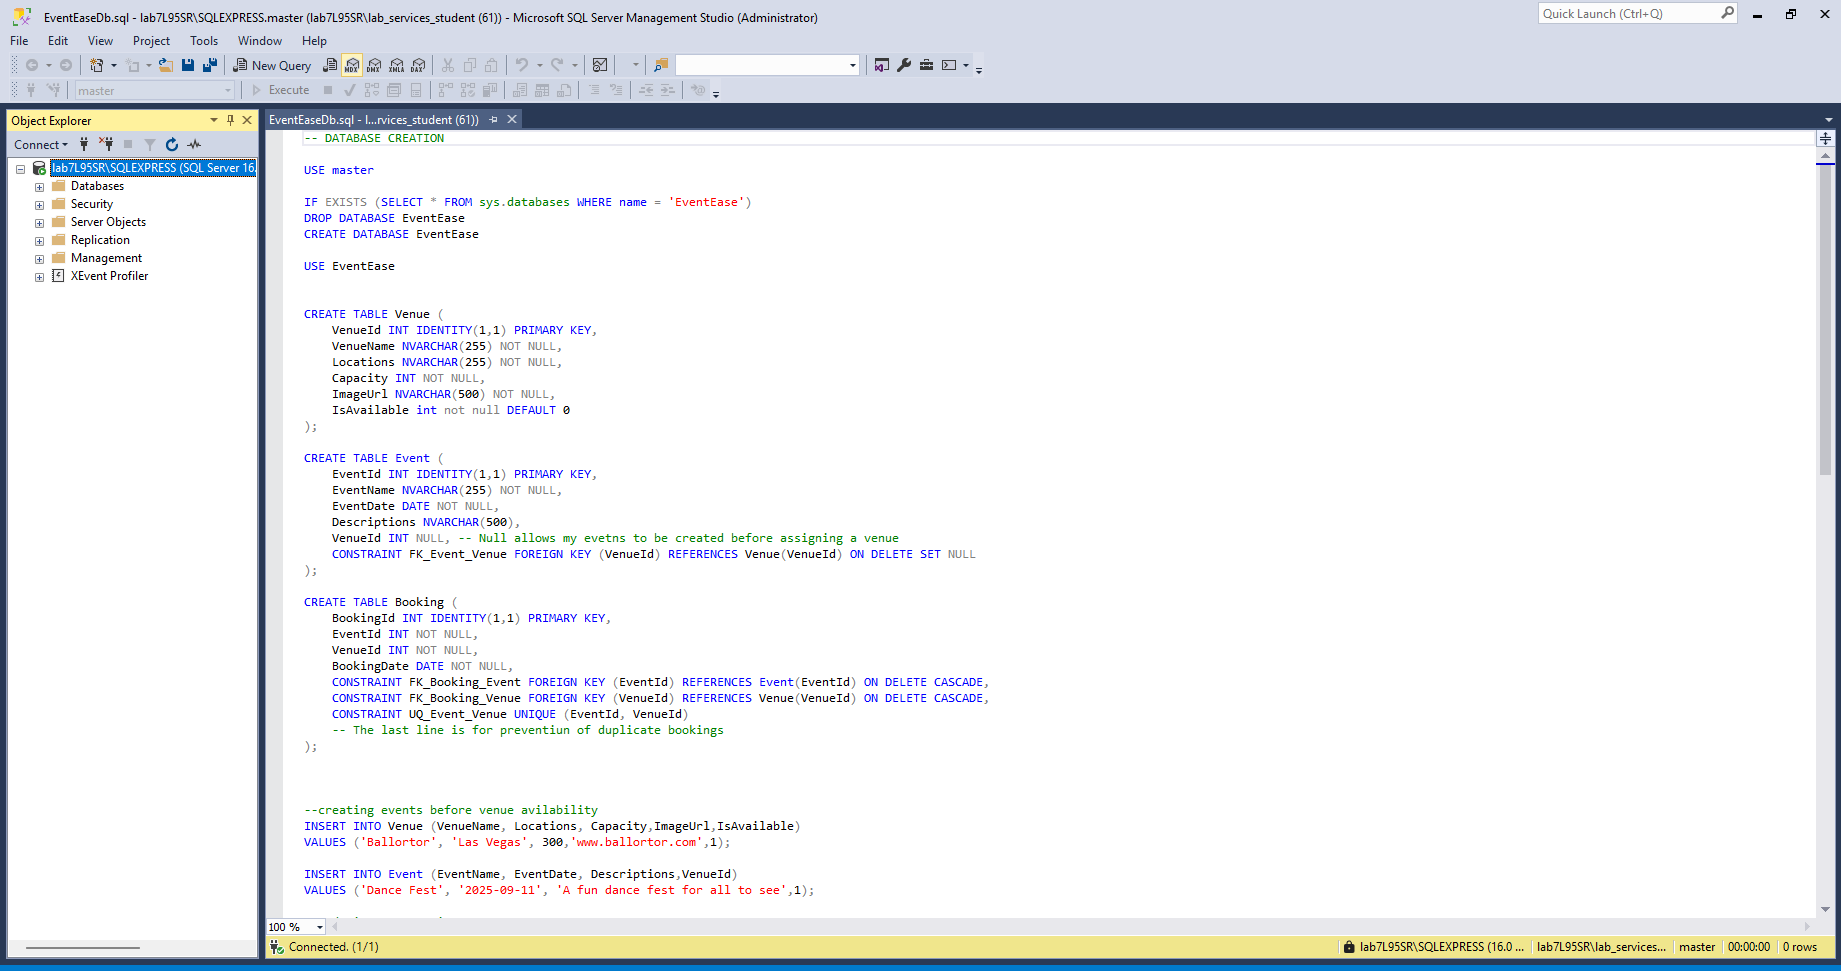 EventEaseDb.sql - lab7L95SR\SQLEXPRESS.master (lab7L95SR\lab_services_student (61)) - Microsoft SQL Server Management Studio (Administrator)
Quick Launch (Ctrl+Q)
File Edit View Project Tools Window Help
New Query MDX DMX XMLA DAX
master Execute
Object Explorer
Connect
lab7L95SR\SQLEXPRESS (SQL Server 16.
Databases
Security
Server Objects
Replication
Management
XEvent Profiler
EventEaseDb.sql - l...rvices_student (61))
-- DATABASE CREATION
USE master
IF EXISTS (SELECT * FROM sys.databases WHERE name = 'EventEase')
DROP DATABASE EventEase
CREATE DATABASE EventEase
USE EventEase
CREATE TABLE Venue (
VenueId INT IDENTITY(1,1) PRIMARY KEY,
VenueName NVARCHAR(255) NOT NULL,
Locations NVARCHAR(255) NOT NULL,
Capacity INT NOT NULL,
ImageUrl NVARCHAR(500) NOT NULL,
IsAvailable int not null DEFAULT 0
);
CREATE TABLE Event (
EventId INT IDENTITY(1,1) PRIMARY KEY,
EventName NVARCHAR(255) NOT NULL,
EventDate DATE NOT NULL,
Descriptions NVARCHAR(500),
VenueId INT NULL, -- Null allows my evetns to be created before assigning a venue
CONSTRAINT FK_Event_Venue FOREIGN KEY (VenueId) REFERENCES Venue(VenueId) ON DELETE SET NULL
);
CREATE TABLE Booking (
BookingId INT IDENTITY(1,1) PRIMARY KEY,
EventId INT NOT NULL,
VenueId INT NOT NULL,
BookingDate DATE NOT NULL,
CONSTRAINT FK_Booking_Event FOREIGN KEY (EventId) REFERENCES Event(EventId) ON DELETE CASCADE,
CONSTRAINT FK_Booking_Venue FOREIGN KEY (VenueId) REFERENCES Venue(VenueId) ON DELETE CASCADE,
CONSTRAINT UQ_Event_Venue UNIQUE (EventId, VenueId)
-- The last line is for preventiun of duplicate bookings
);
--creating events before venue avilability
INSERT INTO Venue (VenueName, Locations, Capacity,ImageUrl,IsAvailable)
VALUES ('Ballortor', 'Las Vegas', 300,'www.ballortor.com',1);
INSERT INTO Event (EventName, EventDate, Descriptions,VenueId)
VALUES ('Dance Fest', '2025-09-11', 'A fun dance fest for all to see',1);
100 %
Connected. (1/1)
lab7L95SR\SQLEXPRESS (16.0 ... lab7L95SR\lab_services... master 00:00:00 0 rows